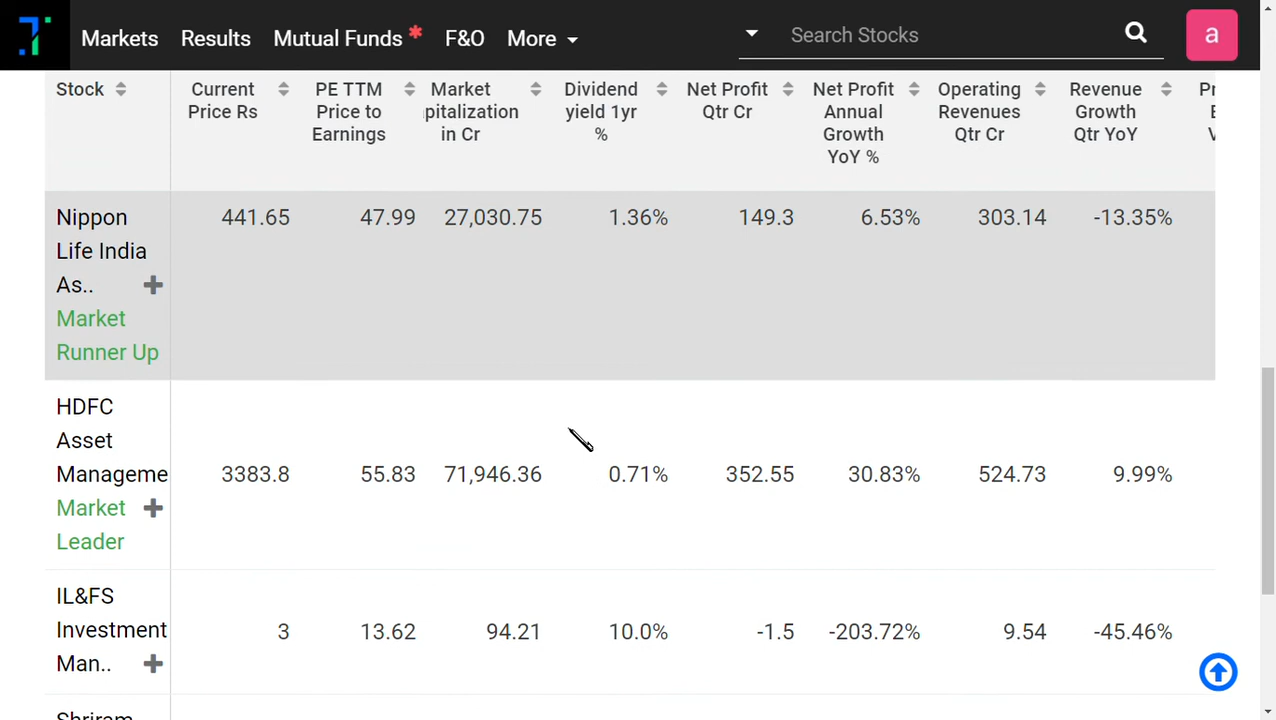 Markets Results Mutual Funds * F&O More Search Stocks a
Stock Current Price Rs PE TTM Price to Earnings Market pitalization in Cr Dividend yield 1yr % Net Profit Qtr Cr Net Profit Annual Growth YoY % Operating Revenues Qtr Cr Revenue Growth Qtr YoY
Nippon 441.65 47.99 27,030.75 1.36% 149.3 6.53% 303.14 -13.35%
Life India
As..
Market
Runner Up
HDFC
Asset
Manageme 3383.8 55.83 71,946.36 0.71% 352.55 30.83% 524.73 9.99%
Market
Leader
IL&FS
Investment 3 13.62 94.21 10.0% -1.5 -203.72% 9.54 -45.46%
Man..
Shriram